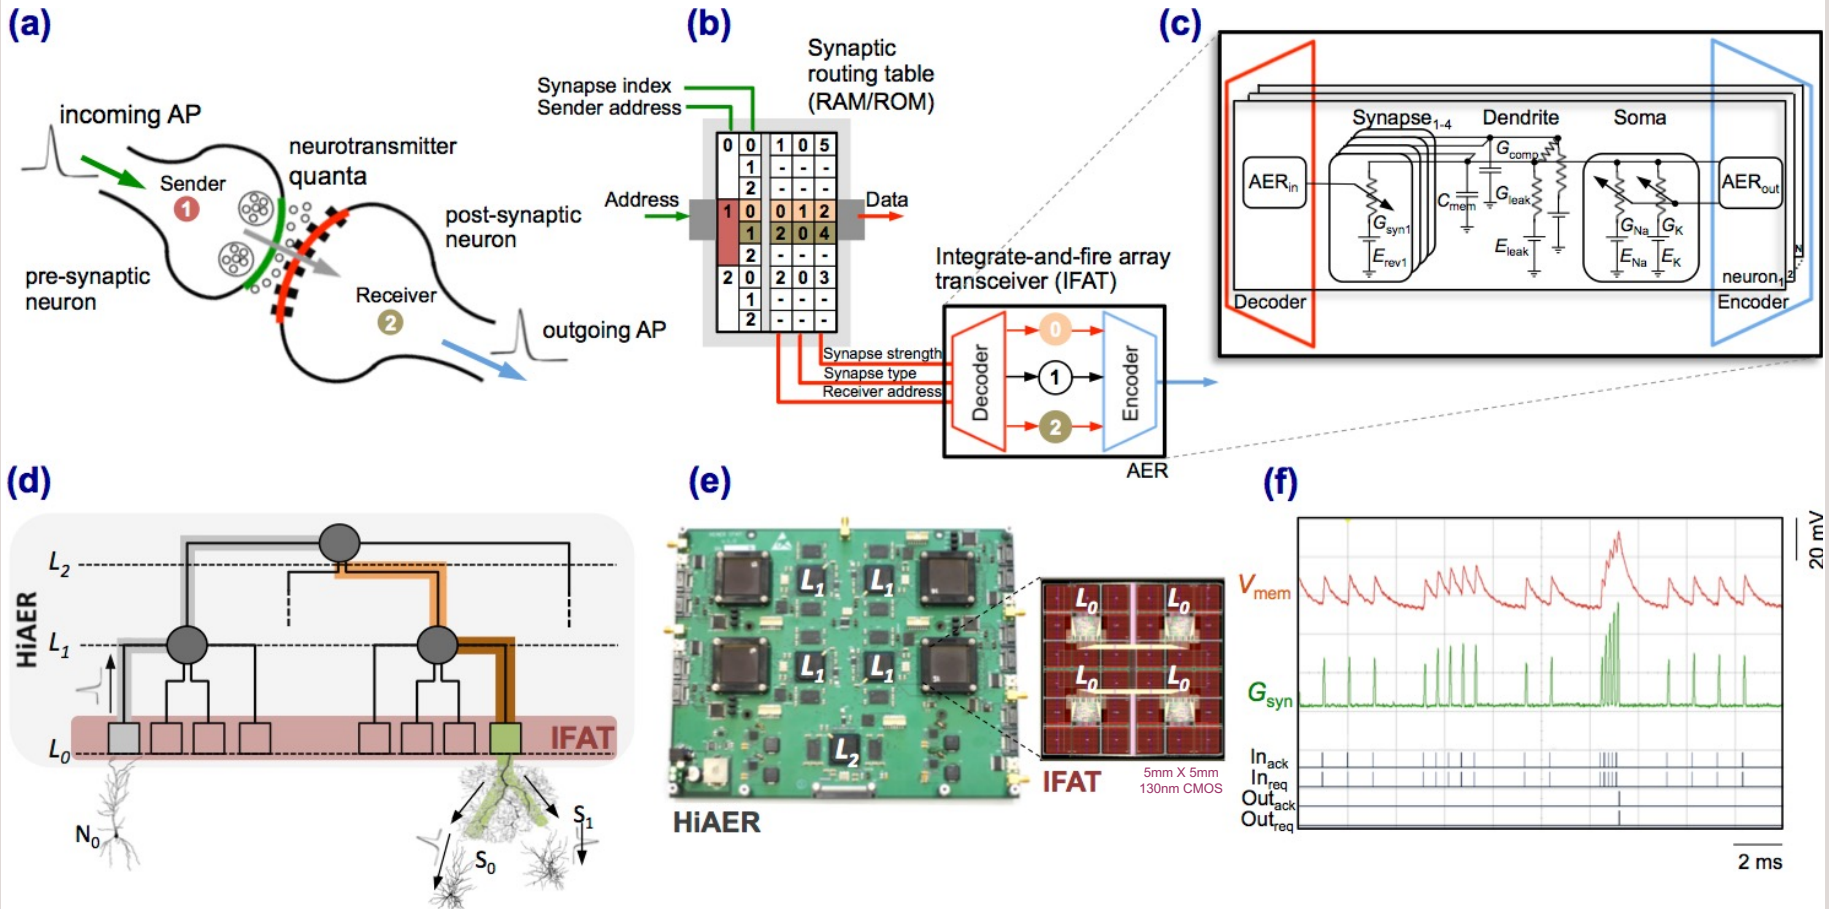 (a)
incoming AP
Sender
1
neurotransmitter
quanta
pre-synaptic
neuron
post-synaptic
neuron
Receiver
2
outgoing AP
(b)
Synaptic
routing table
(RAM/ROM)
Synapse index
Sender address
Address
Data
0 0 1 0 5
1 - - -
2 - - -
1 0 0 1 2
1 2 0 4
2 - - -
2 0 2 0 3
1 - - -
2 - - -
Synapse strength
Synapse type
Receiver address
Integrate-and-fire array
transceiver (IFAT)
Decoder
0
1
2
Encoder
AER
(c)
Synapse1-4
Dendrite
Soma
AERin
Gsyn1
Erev1
Cmem
Gcomp
Gleak
Eleak
GNa
GK
ENa
EK
AERout
N
2
neuron1
Decoder
Encoder
(d)
HiAER
L2
L1
L0
IFAT
N0
S0
S1
(e)
L1
L1
L1
L1
L2
L0
L0
L0
L0
IFAT
5mm X 5mm
130nm CMOS
HiAER
(f)
20 mV
Vmem
Gsyn
Inack
Inreq
Outack
Outreq
2 ms